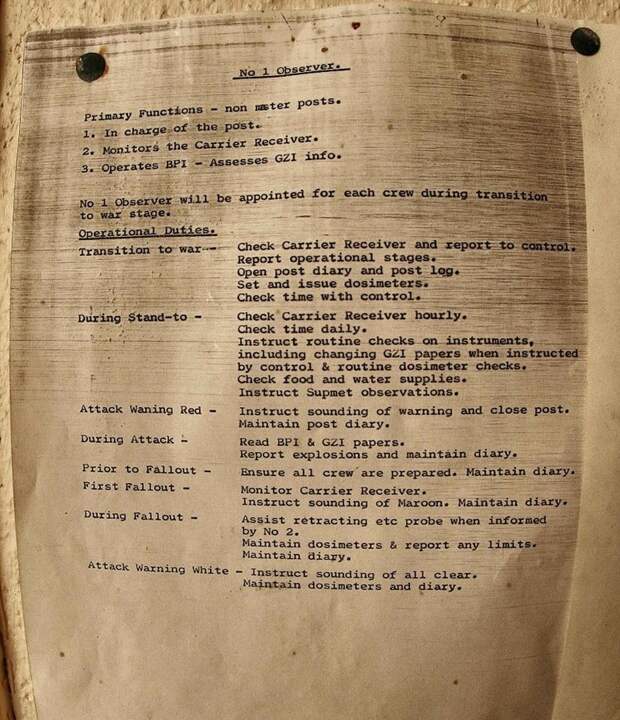 No 1 Observer.
Primary Functions - non master posts.
1. In charge of the post.
2. Monitors the Carrier Receiver.
3. Operates BPI - Assesses GZI info.
No 1 Observer will be appointed for each crew during transition
to war stage.
Operational Duties.
Transition to war - Check Carrier Receiver and report to control.
Report operational stages.
Open post diary and post log.
Set and issue dosimeters.
Check time with control.
During Stand-to - Check Carrier Receiver hourly.
Check time daily.
Instruct routine checks on instruments,
including changing GZI papers when instructed
by control & routine dosimeter checks.
Check food and water supplies.
Instruct Supmet observations.
Attack Waning Red - Instruct sounding of warning and close post.
Maintain post diary.
During Attack - Read BPI & GZI papers.
Report explosions and maintain diary.
Prior to Fallout - Ensure all crew are prepared. Maintain diary.
First Fallout - Monitor Carrier Receiver.
Instruct sounding of Maroon. Maintain diary.
During Fallout - Assist retracting etc probe when informed
by No 2.
Maintain dosimeters & report any limits.
Maintain diary.
Attack Warning White - Instruct sounding of all clear.
Maintain dosimeters and diary.